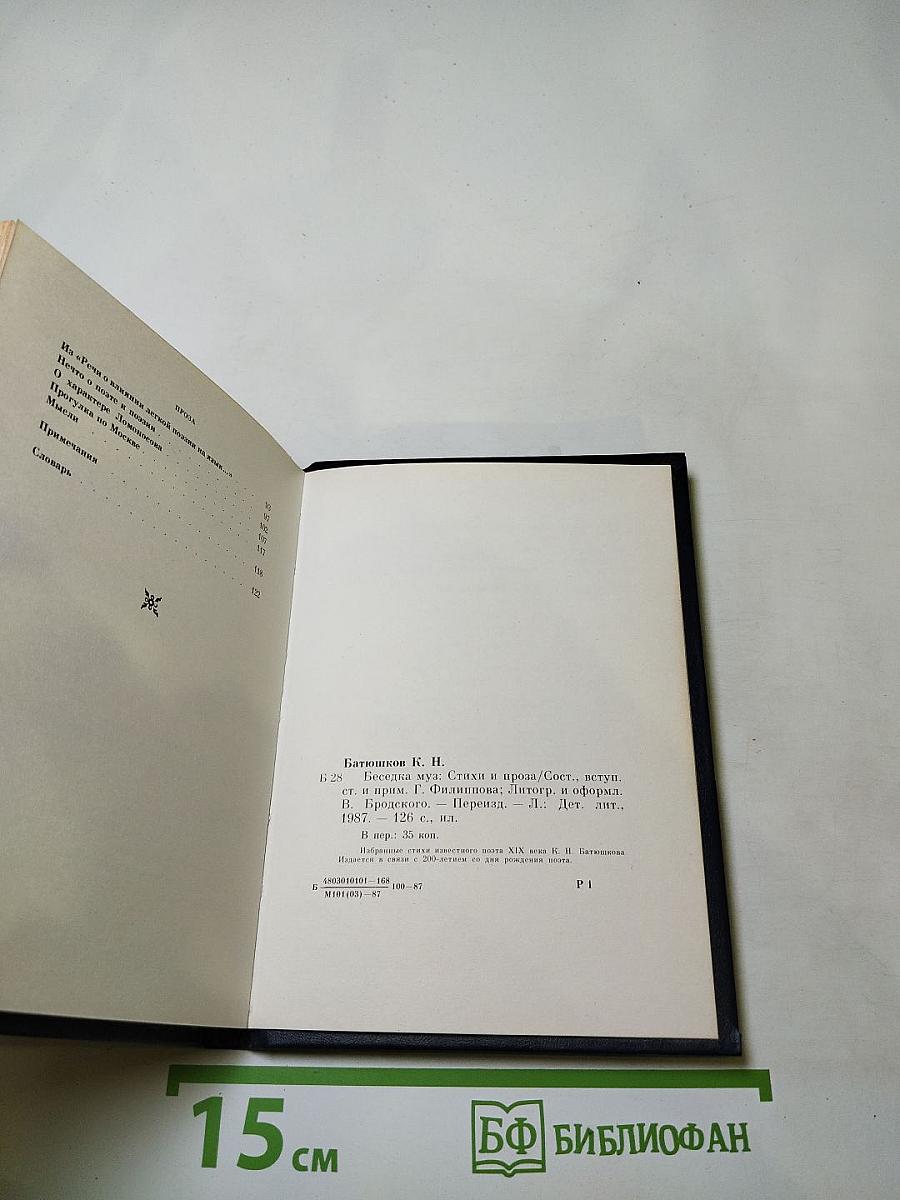 ПРОЗА
Из «Речи о влиянии легкой поэзии на язык...» 93
Нечто о поэте и поэзии 97
О характере Ломоносова 102
Прогулка по Москве 107
Мысли 117
Примечания 118
Словарь 122
Батюшков К. Н.
Б 28 Беседка муз: Стихи и проза/Сост., вступ.
ст. и прим. Г. Филиппова; Литогр. и оформл.
В. Бродского. — Переизд. — Л.: Дет. лит.,
1987. — 126 с., ил.
В пер.: 35 коп.
Избранные стихи известного поэта XIX века К. Н. Батюшкова
Издается в связи с 200-летием со дня рождения поэта.
Б 4803010101—168 100—87 Р 1
М101(03)—87
15 см БФ БИБЛИОФАН